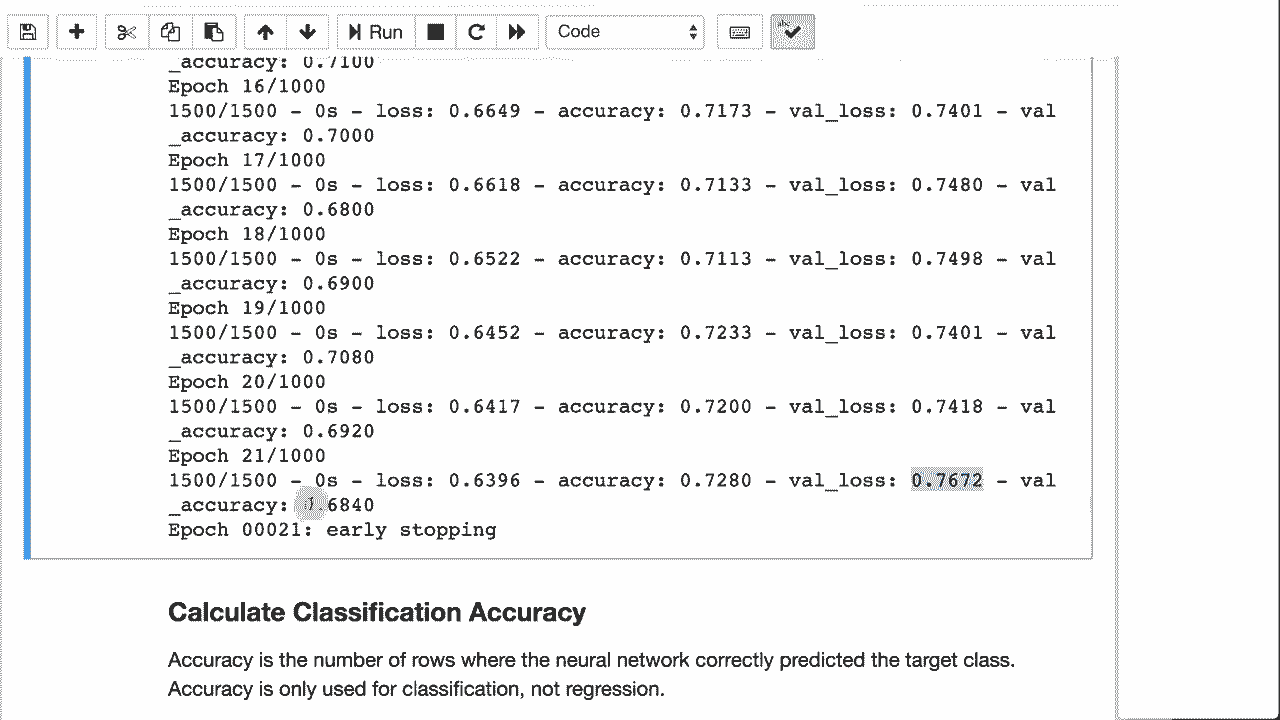 Run
Code
_accuracy: 0.7100
Epoch 16/1000
1500/1500 - 0s - loss: 0.6649 - accuracy: 0.7173 - val_loss: 0.7401 - val
_accuracy: 0.7000
Epoch 17/1000
1500/1500 - 0s - loss: 0.6618 - accuracy: 0.7133 - val_loss: 0.7480 - val
_accuracy: 0.6800
Epoch 18/1000
1500/1500 - 0s - loss: 0.6522 - accuracy: 0.7113 - val_loss: 0.7498 - val
_accuracy: 0.6900
Epoch 19/1000
1500/1500 - 0s - loss: 0.6452 - accuracy: 0.7233 - val_loss: 0.7401 - val
_accuracy: 0.7080
Epoch 20/1000
1500/1500 - 0s - loss: 0.6417 - accuracy: 0.7200 - val_loss: 0.7418 - val
_accuracy: 0.6920
Epoch 21/1000
1500/1500 - 0s - loss: 0.6396 - accuracy: 0.7280 - val_loss: 0.7672 - val
_accuracy: .6840
Epoch 00021: early stopping
Calculate Classification Accuracy
Accuracy is the number of rows where the neural network correctly predicted the target class.
Accuracy is only used for classification, not regression.